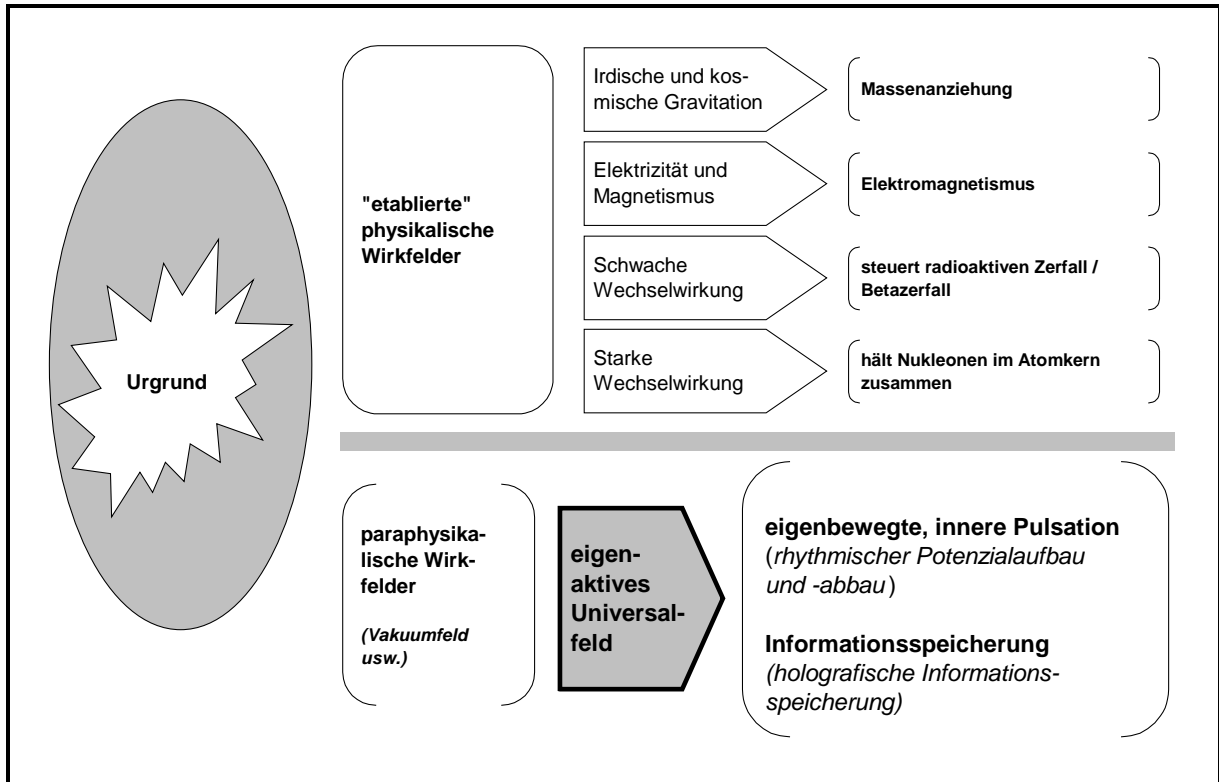 Urgrund
"etablierte"
physikalische
Wirkfelder
Irdische und kos-
mische Gravitation
Massenanziehung
Elektrizität und
Magnetismus
Elektromagnetismus
Schwache
Wechselwirkung
steuert radioaktiven Zerfall /
Betazerfall
Starke
Wechselwirkung
hält Nukleonen im Atomkern
zusammen
paraphysika-
lische Wirk-
felder
(Vakuumfeld
usw.)
eigen-
aktives
Universal-
feld
eigenbewegte, innere Pulsation
(rhythmischer Potenzialaufbau
und -abbau)
Informationsspeicherung
(holografische Informations-
speicherung)